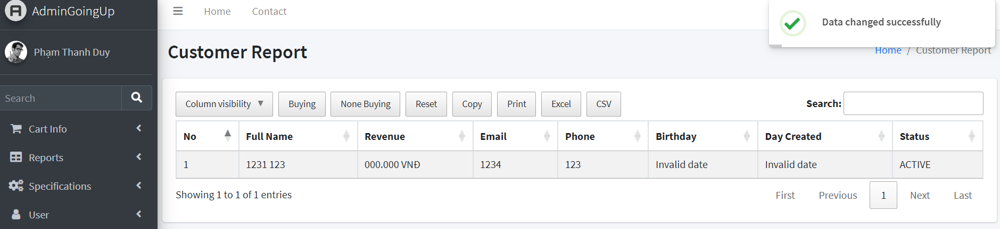 AdminGoingUp
Home Contact
Data changed successfully
Phạm Thanh Duy
Customer Report
Home / Customer Report
Search
Column visibility ▼ Buying None Buying Reset Copy Print Excel CSV
Search:
Cart Info
Reports
Specifications
User
No Full Name Revenue Email Phone Birthday Day Created Status
1 1231 123 000.000 VNĐ 1234 123 Invalid date Invalid date ACTIVE
Showing 1 to 1 of 1 entries
First Previous 1 Next Last